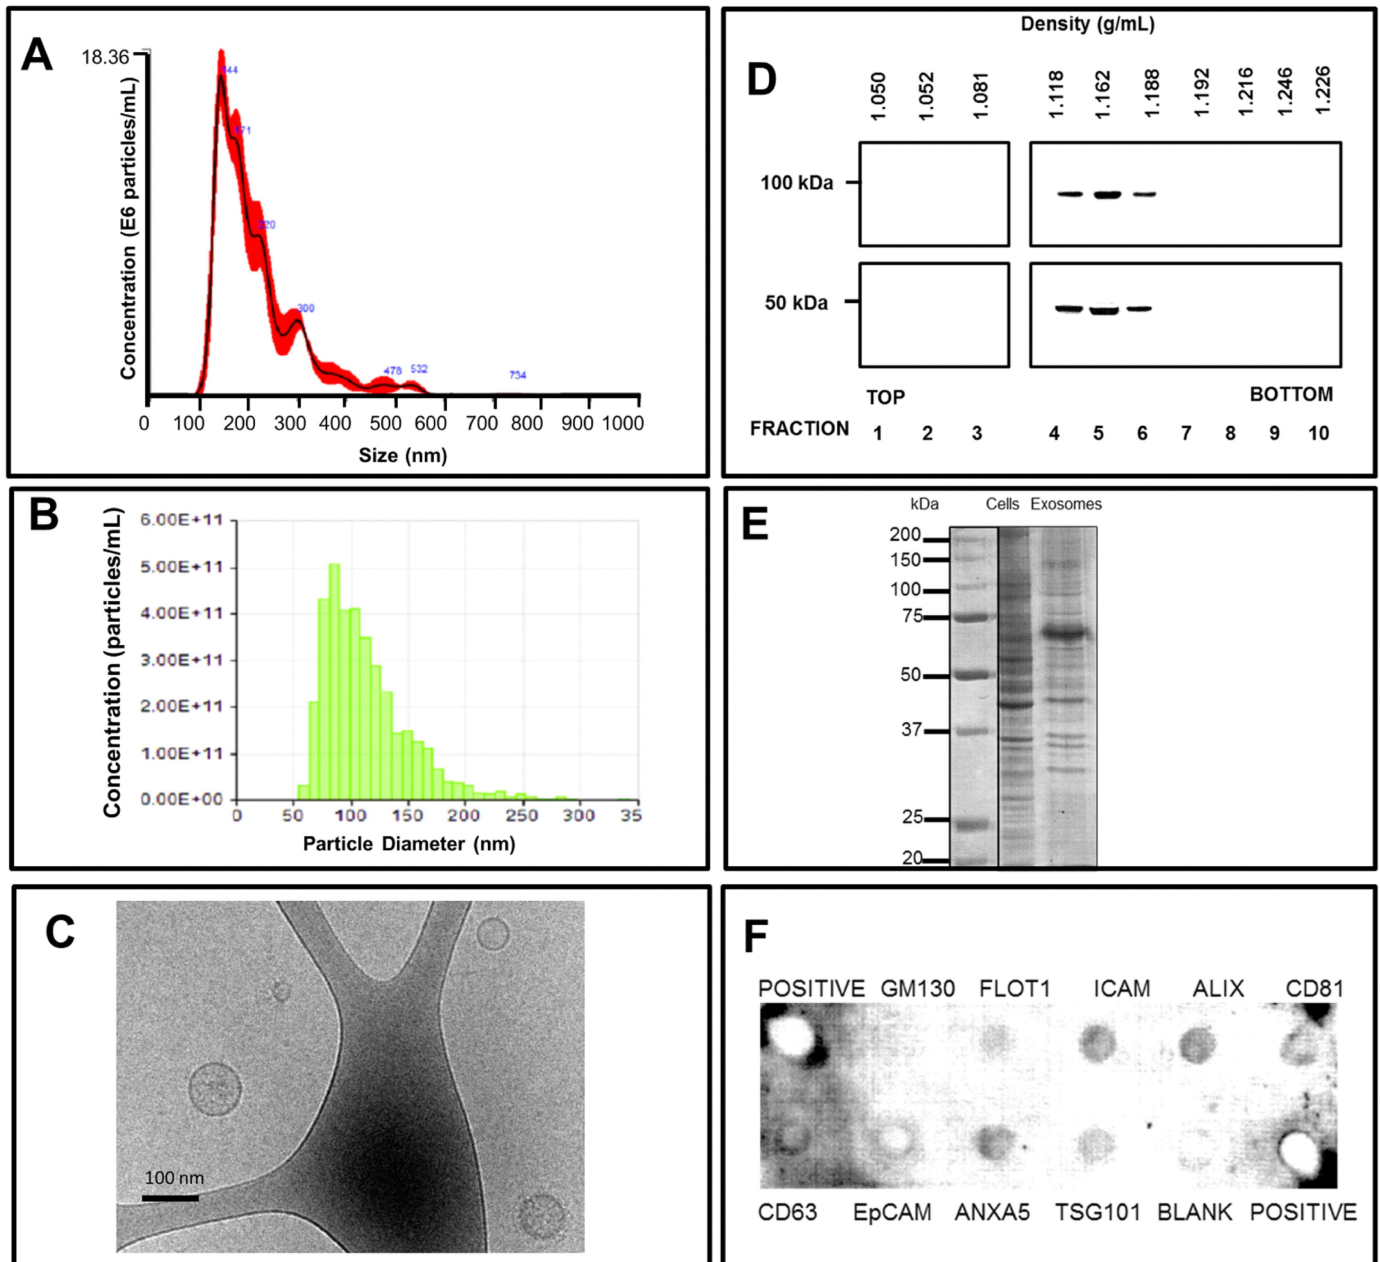 A
Concentration (E6 particles/mL)
18.36
144
171
220
300
478 532
734
0 100 200 300 400 500 600 700 800 900 1000
Size (nm)
B
Concentration (particles/mL)
6.00E+11
5.00E+11
4.00E+11
3.00E+11
2.00E+11
1.00E+11
0.00E+00
0 50 100 150 200 250 300 35
Particle Diameter (nm)
C
100 nm
D
Density (g/mL)
1.050 1.052 1.081 1.118 1.162 1.188 1.192 1.216 1.246 1.226
100 kDa
50 kDa
TOP BOTTOM
FRACTION 1 2 3 4 5 6 7 8 9 10
E
kDa Cells Exosomes
200
150
100
75
50
37
25
20
F
POSITIVE GM130 FLOT1 ICAM ALIX CD81
CD63 EpCAM ANXA5 TSG101 BLANK POSITIVE